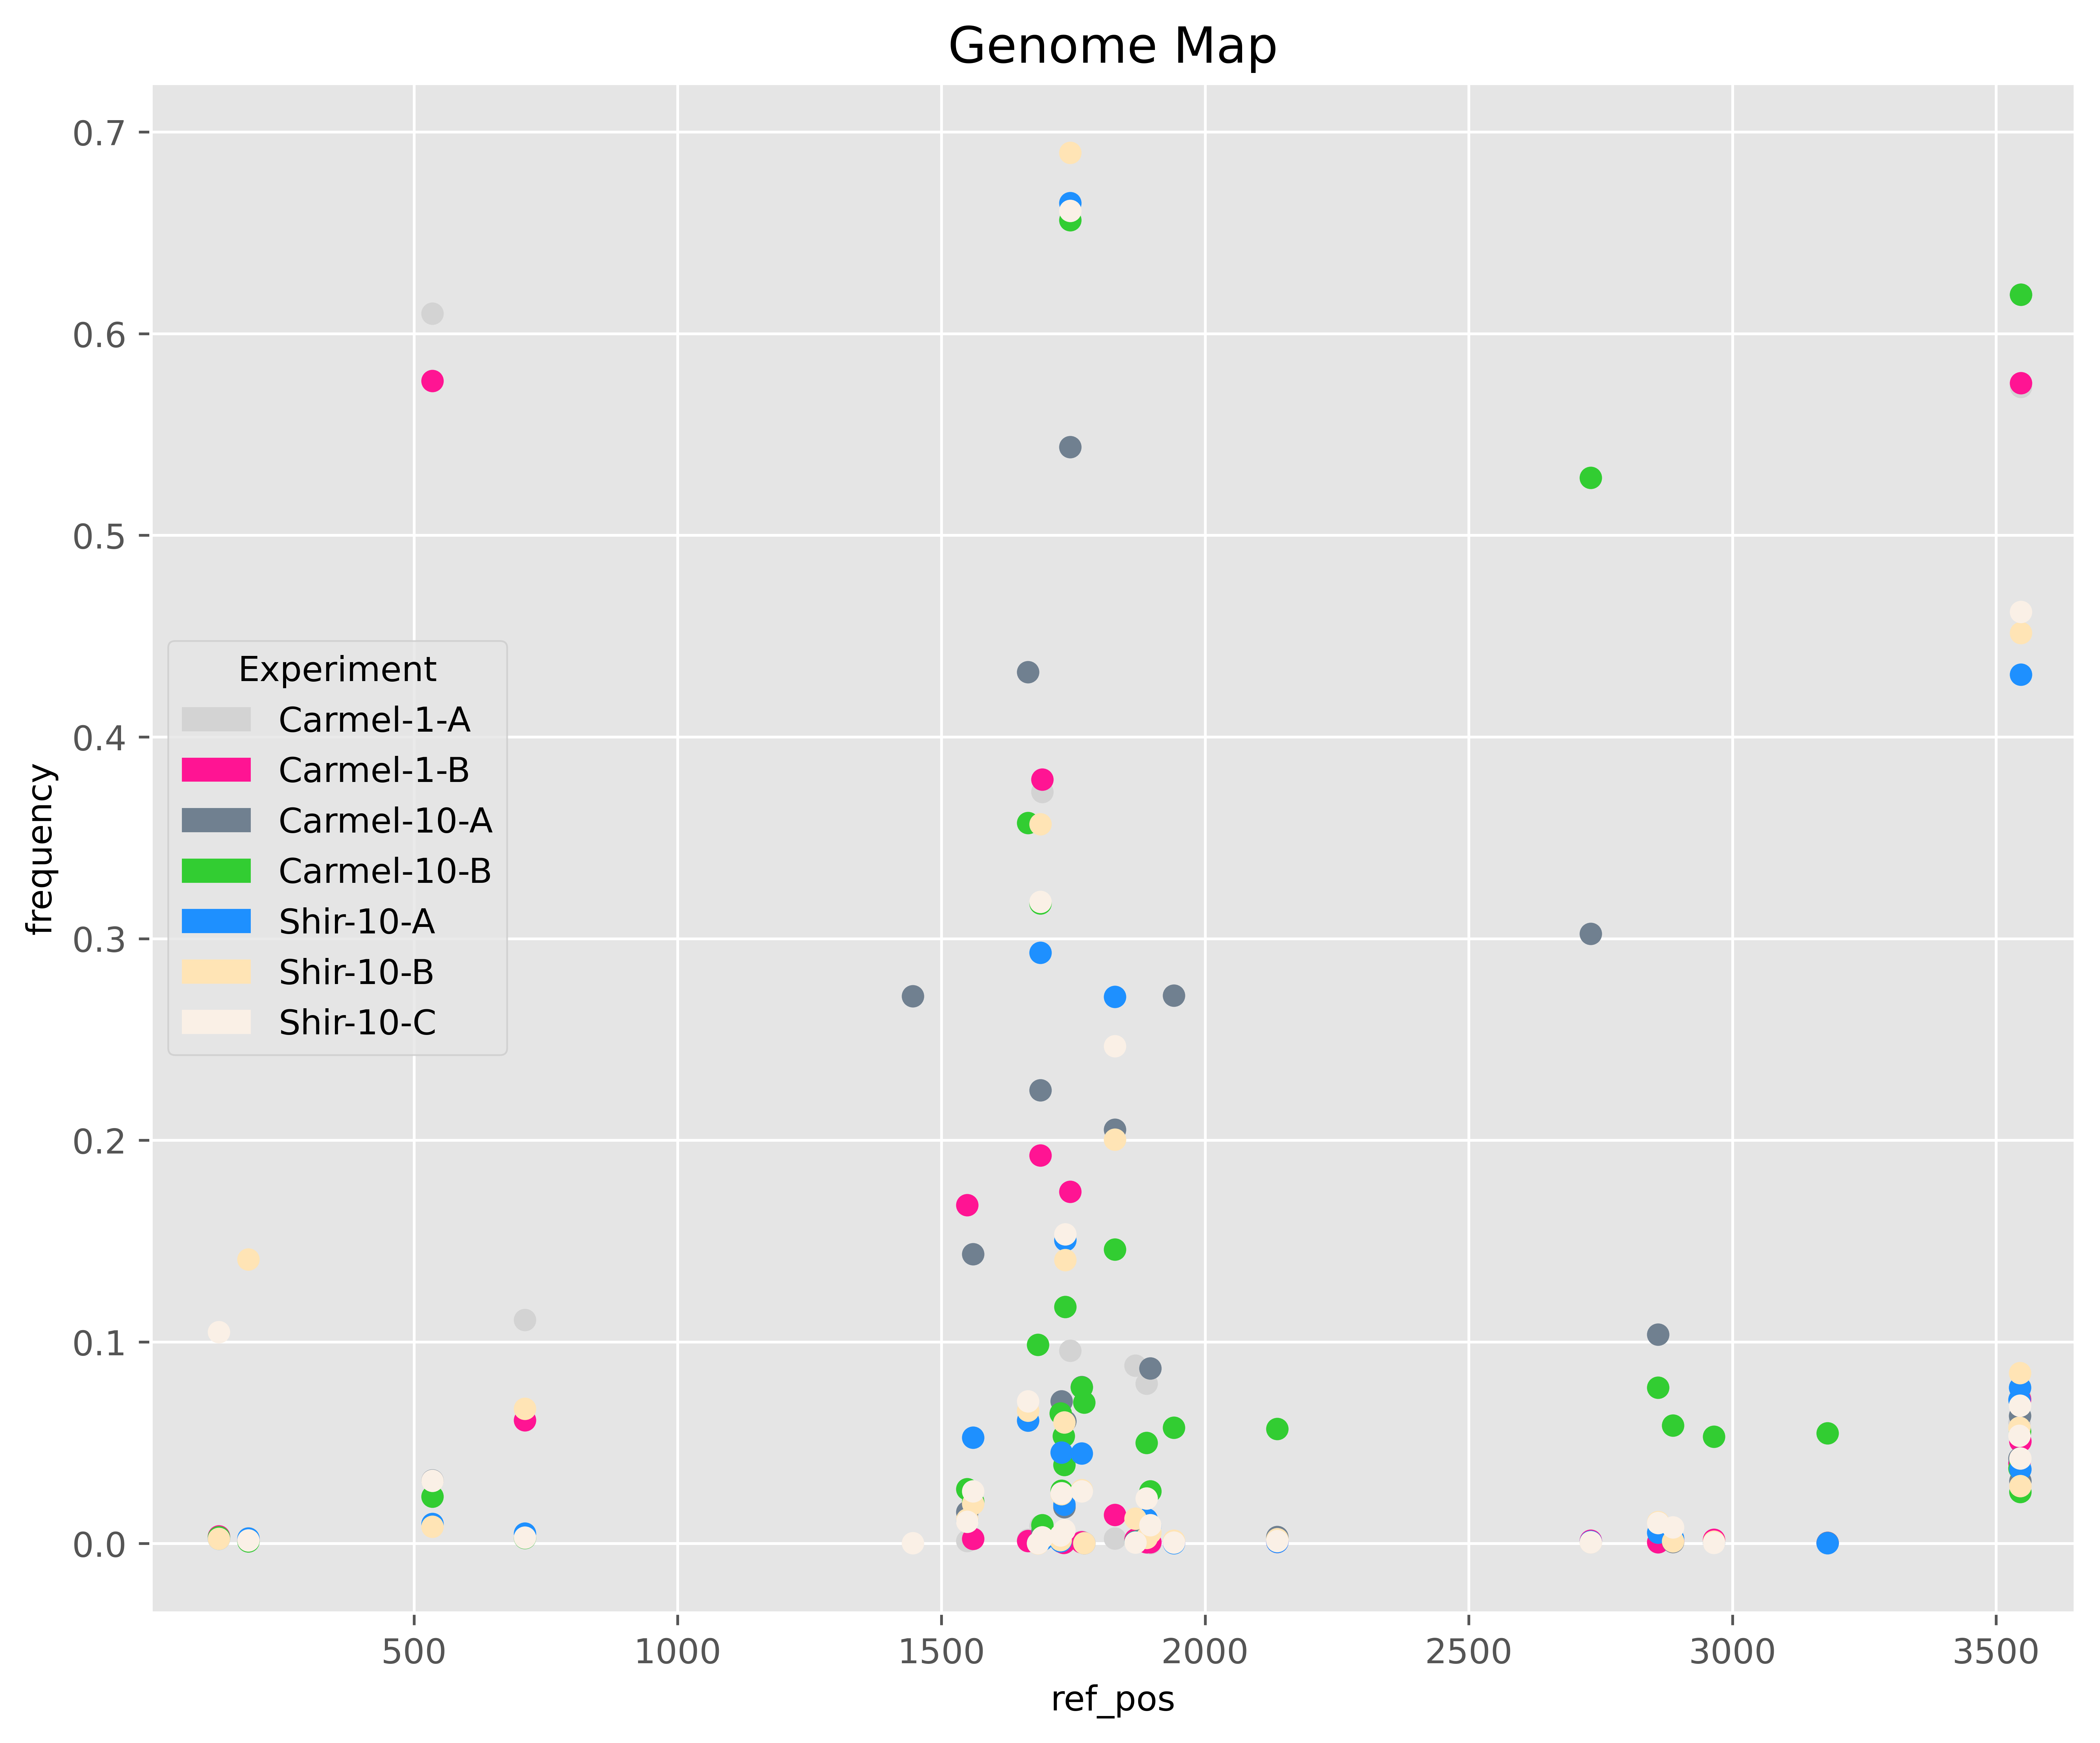 Genome Map
frequency
0.7
0.6
0.5
0.4
0.3
0.2
0.1
0.0
Experiment
Carmel-1-A
Carmel-1-B
Carmel-10-A
Carmel-10-B
Shir-10-A
Shir-10-B
Shir-10-C
500 1000 1500 2000 2500 3000 3500
ref_pos